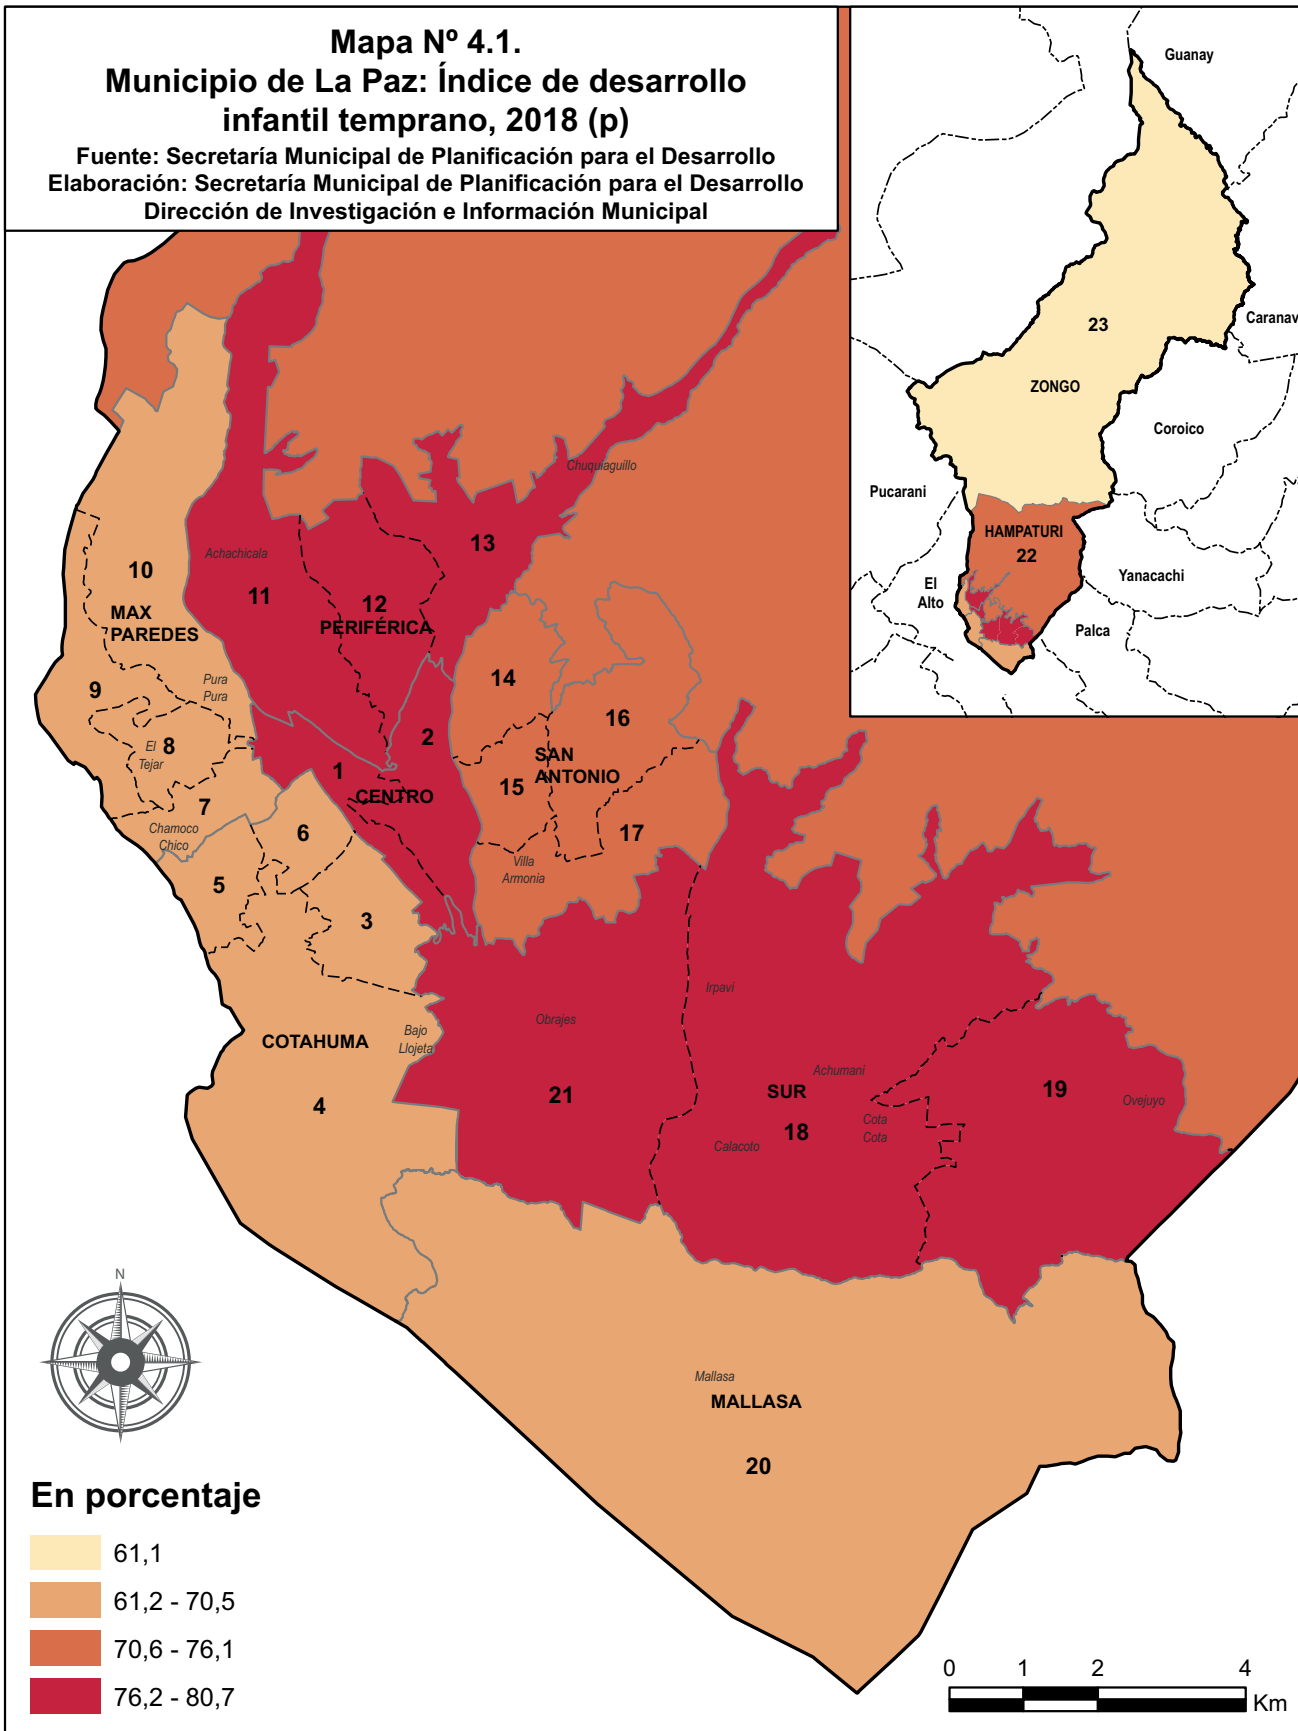 Mapa Nº 4.1.
Municipio de La Paz: Índice de desarrollo
infantil temprano, 2018 (p)
Fuente: Secretaría Municipal de Planificación para el Desarrollo
Elaboración: Secretaría Municipal de Planificación para el Desarrollo
Dirección de Investigación e Información Municipal
Guanay
23
Caranav
ZONGO
Coroico
Pucarani
HAMPATURI
22
Yanacachi
El
Alto
Palca
Chuquiaguillo
13
Achachicala
10
11
12
PERIFÉRICA
MAX
PAREDES
Pura
Pura
9
14
16
2
8
El
Tejar
SAN
ANTONIO
1
CENTRO
15
7
Chamoco
Chico
6
17
Villa
Armonia
5
3
Irpavi
Obrajes
Bajo
Llojeta
COTAHUMA
4
21
Achumani
SUR
18
Calacoto
Cota
Cota
19
Ovejuyo
N
Mallasa
MALLASA
20
En porcentaje
61,1
61,2 - 70,5
70,6 - 76,1
76,2 - 80,7
0 1 2 4
Km